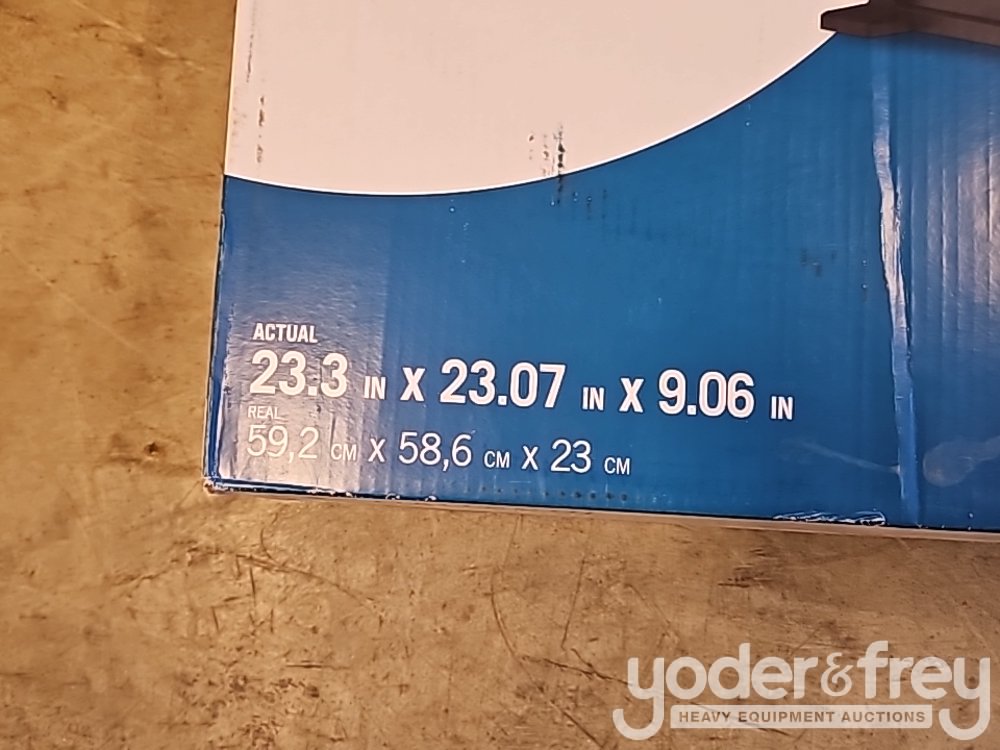 ACTUAL
23.3 IN X 23.07 IN X 9.06 IN
REAL
59,2 CM X 58,6 CM X 23 CM
yoder&frey
HEAVY EQUIPMENT AUCTIONS